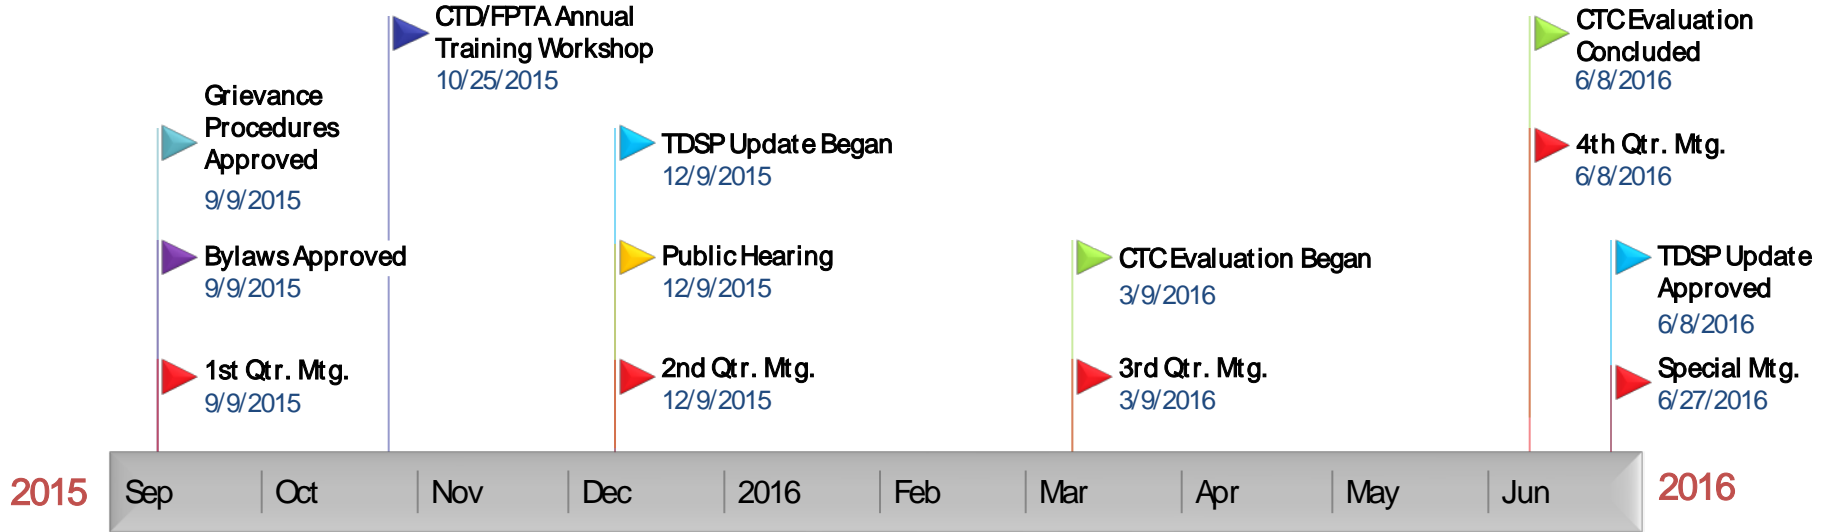 CTD/FPTA Annual
Training Workshop
10/25/2015
Grievance
Procedures
Approved
9/9/2015
Bylaws Approved
9/9/2015
1st Qtr. Mtg.
9/9/2015
TDSP Update Began
12/9/2015
Public Hearing
12/9/2015
2nd Qtr. Mtg.
12/9/2015
CTC Evaluation Began
3/9/2016
3rd Qtr. Mtg.
3/9/2016
CTC Evaluation
Concluded
6/8/2016
4th Qtr. Mtg.
6/8/2016
TDSP Update
Approved
6/8/2016
Special Mtg.
6/27/2016
2015 Sep Oct Nov Dec 2016 Feb Mar Apr May Jun 2016